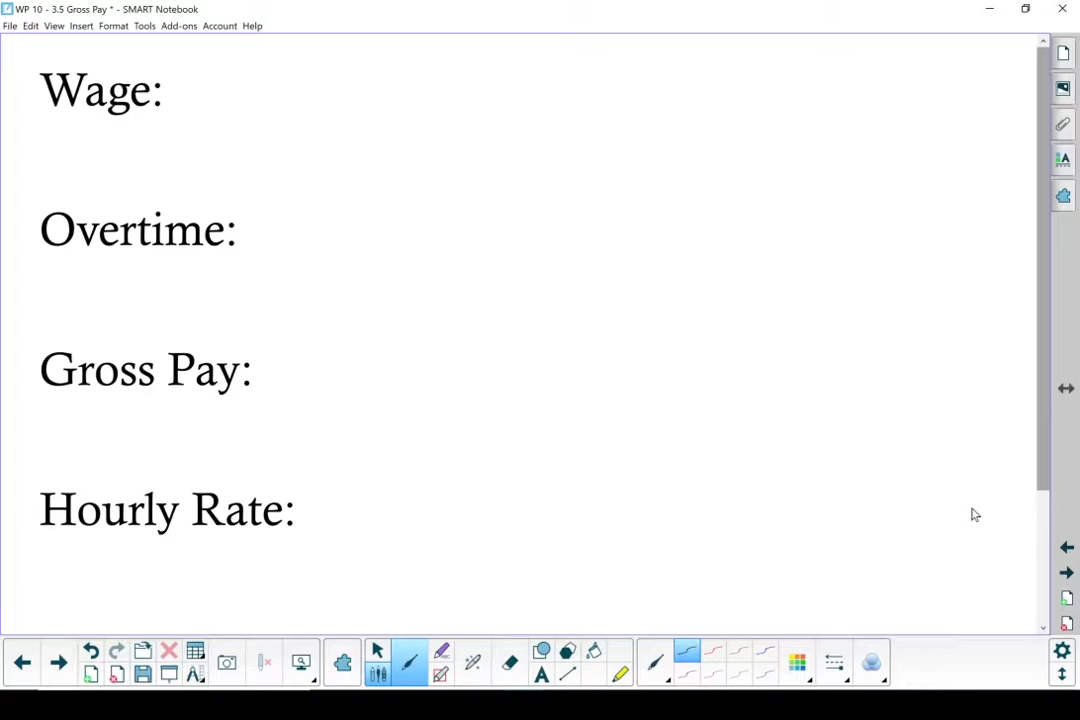 WP 10 - 3.5 Gross Pay * - SMART Notebook
File Edit View Insert Format Tools Add-ons Account Help
Wage:
Overtime:
Gross Pay:
Hourly Rate: